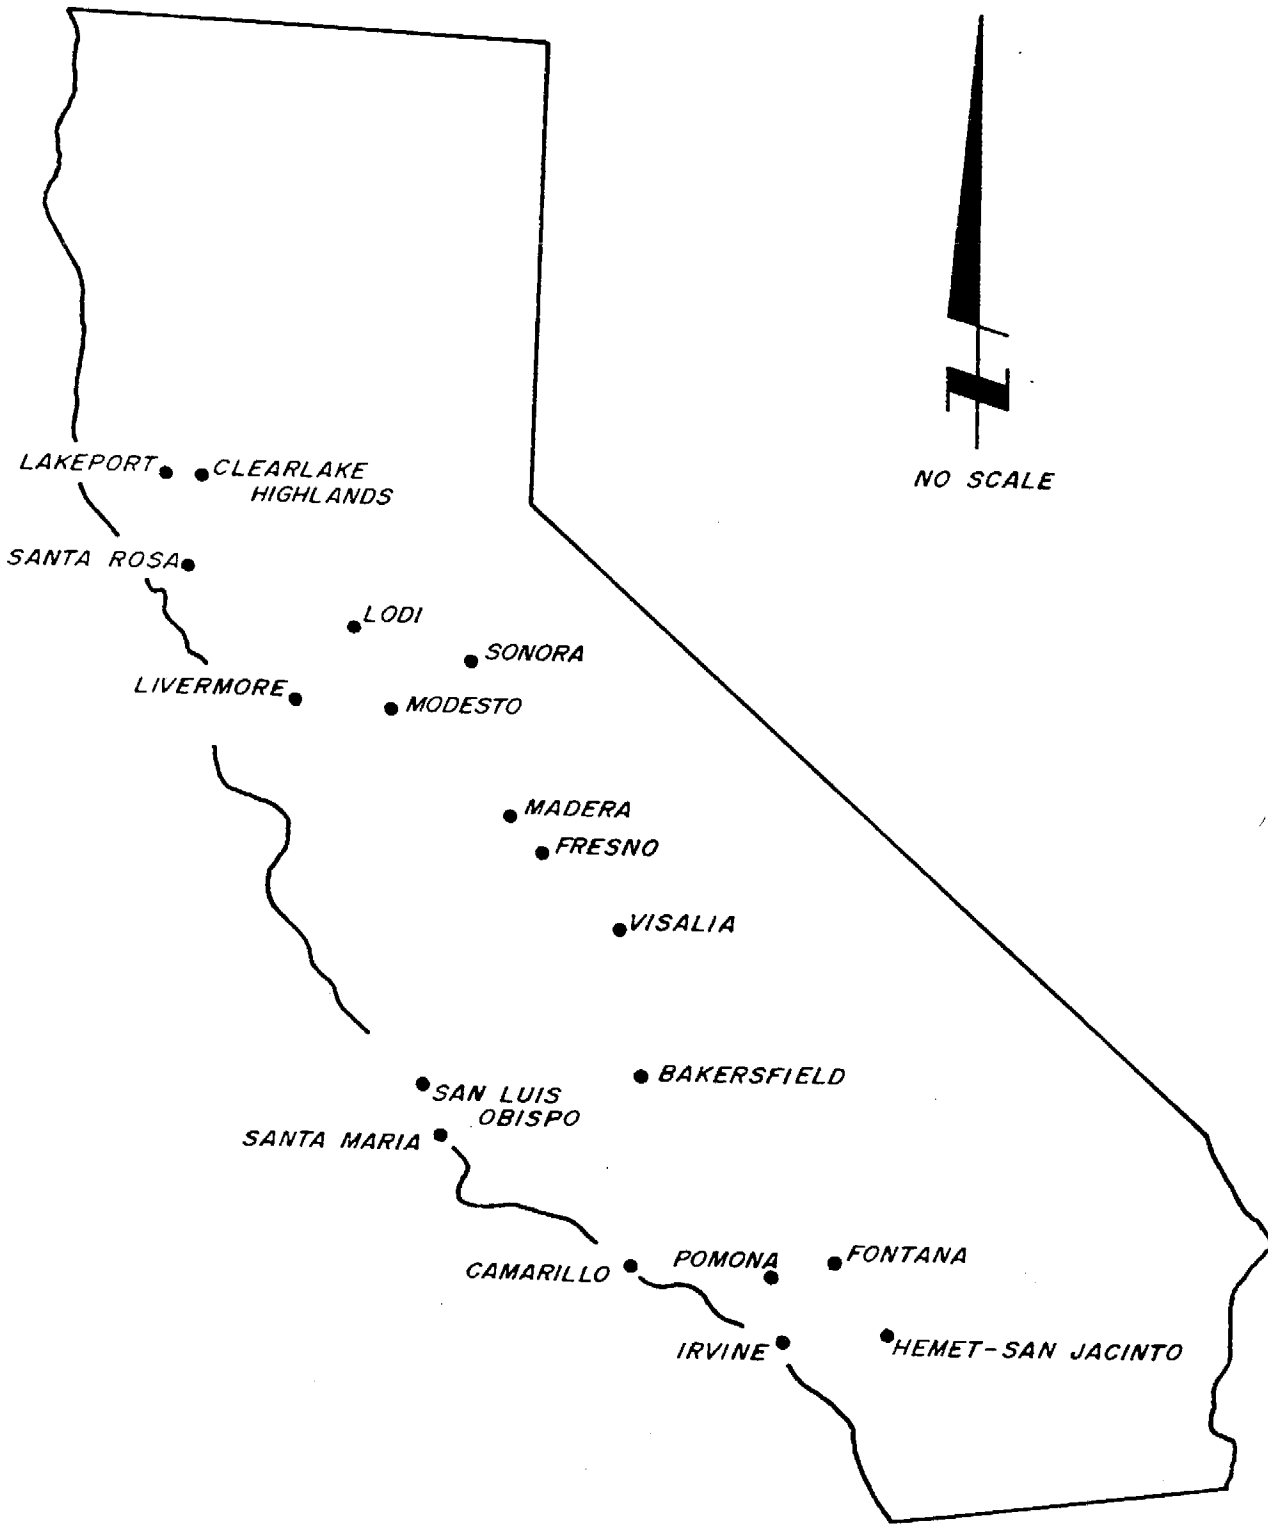 N
NO SCALE
LAKEPORT
CLEARLAKE
HIGHLANDS
SANTA ROSA
LODI
SONORA
LIVERMORE
MODESTO
MADERA
FRESNO
VISALIA
BAKERSFIELD
SAN LUIS
OBISPO
SANTA MARIA
CAMARILLO
POMONA
FONTANA
IRVINE
HEMET-SAN JACINTO